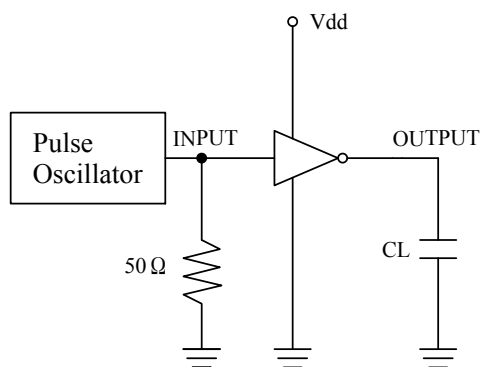 Vdd
Pulse
Oscillator
INPUT
OUTPUT
50 Ω
CL